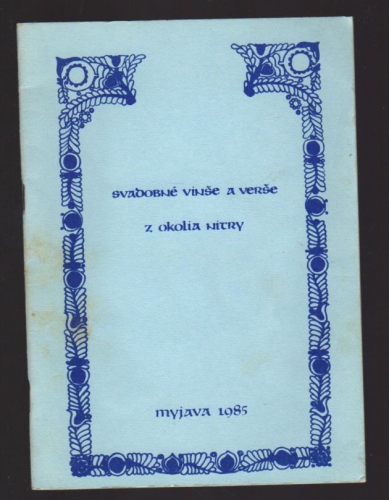 svadobné vinše a verše
z okolia nitry
myjava 1985